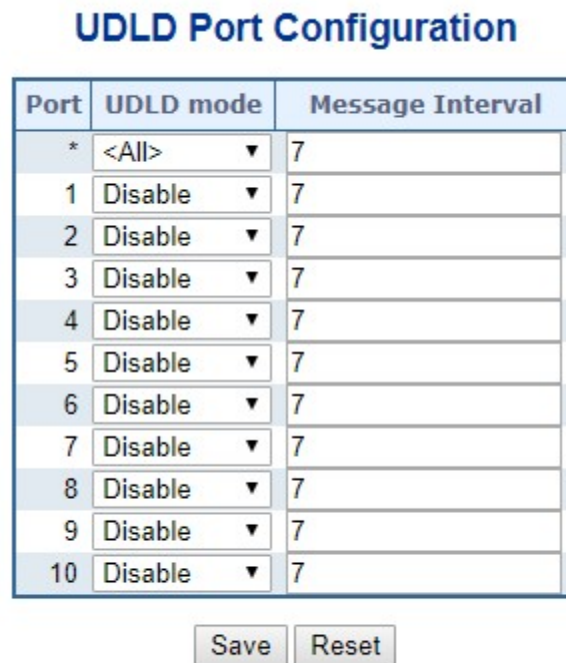 UDLD Port Configuration
Port UDLD mode Message Interval
* <All> 7
1 Disable 7
2 Disable 7
3 Disable 7
4 Disable 7
5 Disable 7
6 Disable 7
7 Disable 7
8 Disable 7
9 Disable 7
10 Disable 7
Save Reset